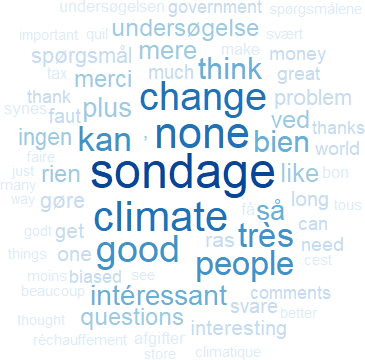 undersøgelsen government spørgsmålene
important quil undersøgelse svært
spørgsmål mere make money
tax merci much think great
thank plus change problem
synes faut ved thanks
ingen kan , none bien world
faire rien sondage like bon
just many gøre long tous
way climate få så
godt get good ras très can
things one people need
moins biased see cest
beaucoup intéressant comments
thought questions svare better
réchauffement afgifter interesting
store climatique